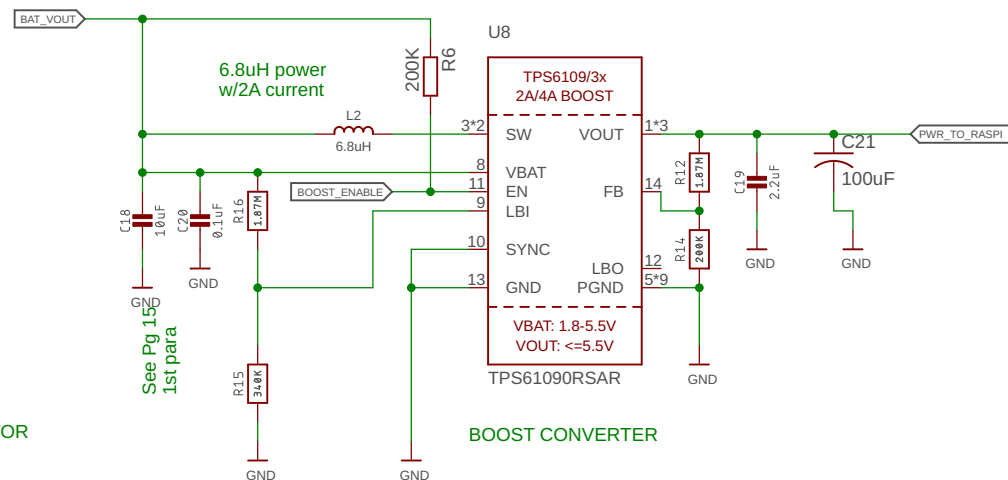 BAT_VOUT
6.8uH power
w/2A current
200K
R6
U8
TPS6109/3x
2A/4A BOOST
L2
6.8uH
3*2
SW
VOUT
1*3
PWR_TO_RASPI
8
VBAT
BOOST_ENABLE
11
EN
FB
14
9
LBI
10
SYNC
LBO
12
13
GND
PGND
5*9
VBAT: 1.8-5.5V
VOUT: <=5.5V
TPS61090RSAR
C18
10uF
C20
0.1uF
R16
1.87M
R12
1.87M
R14
200K
C19
2.2uF
C21
100uF
GND
GND
GND
GND
GND
See Pg 15
1st para
R15
340K
GND
GND
OR
BOOST CONVERTER